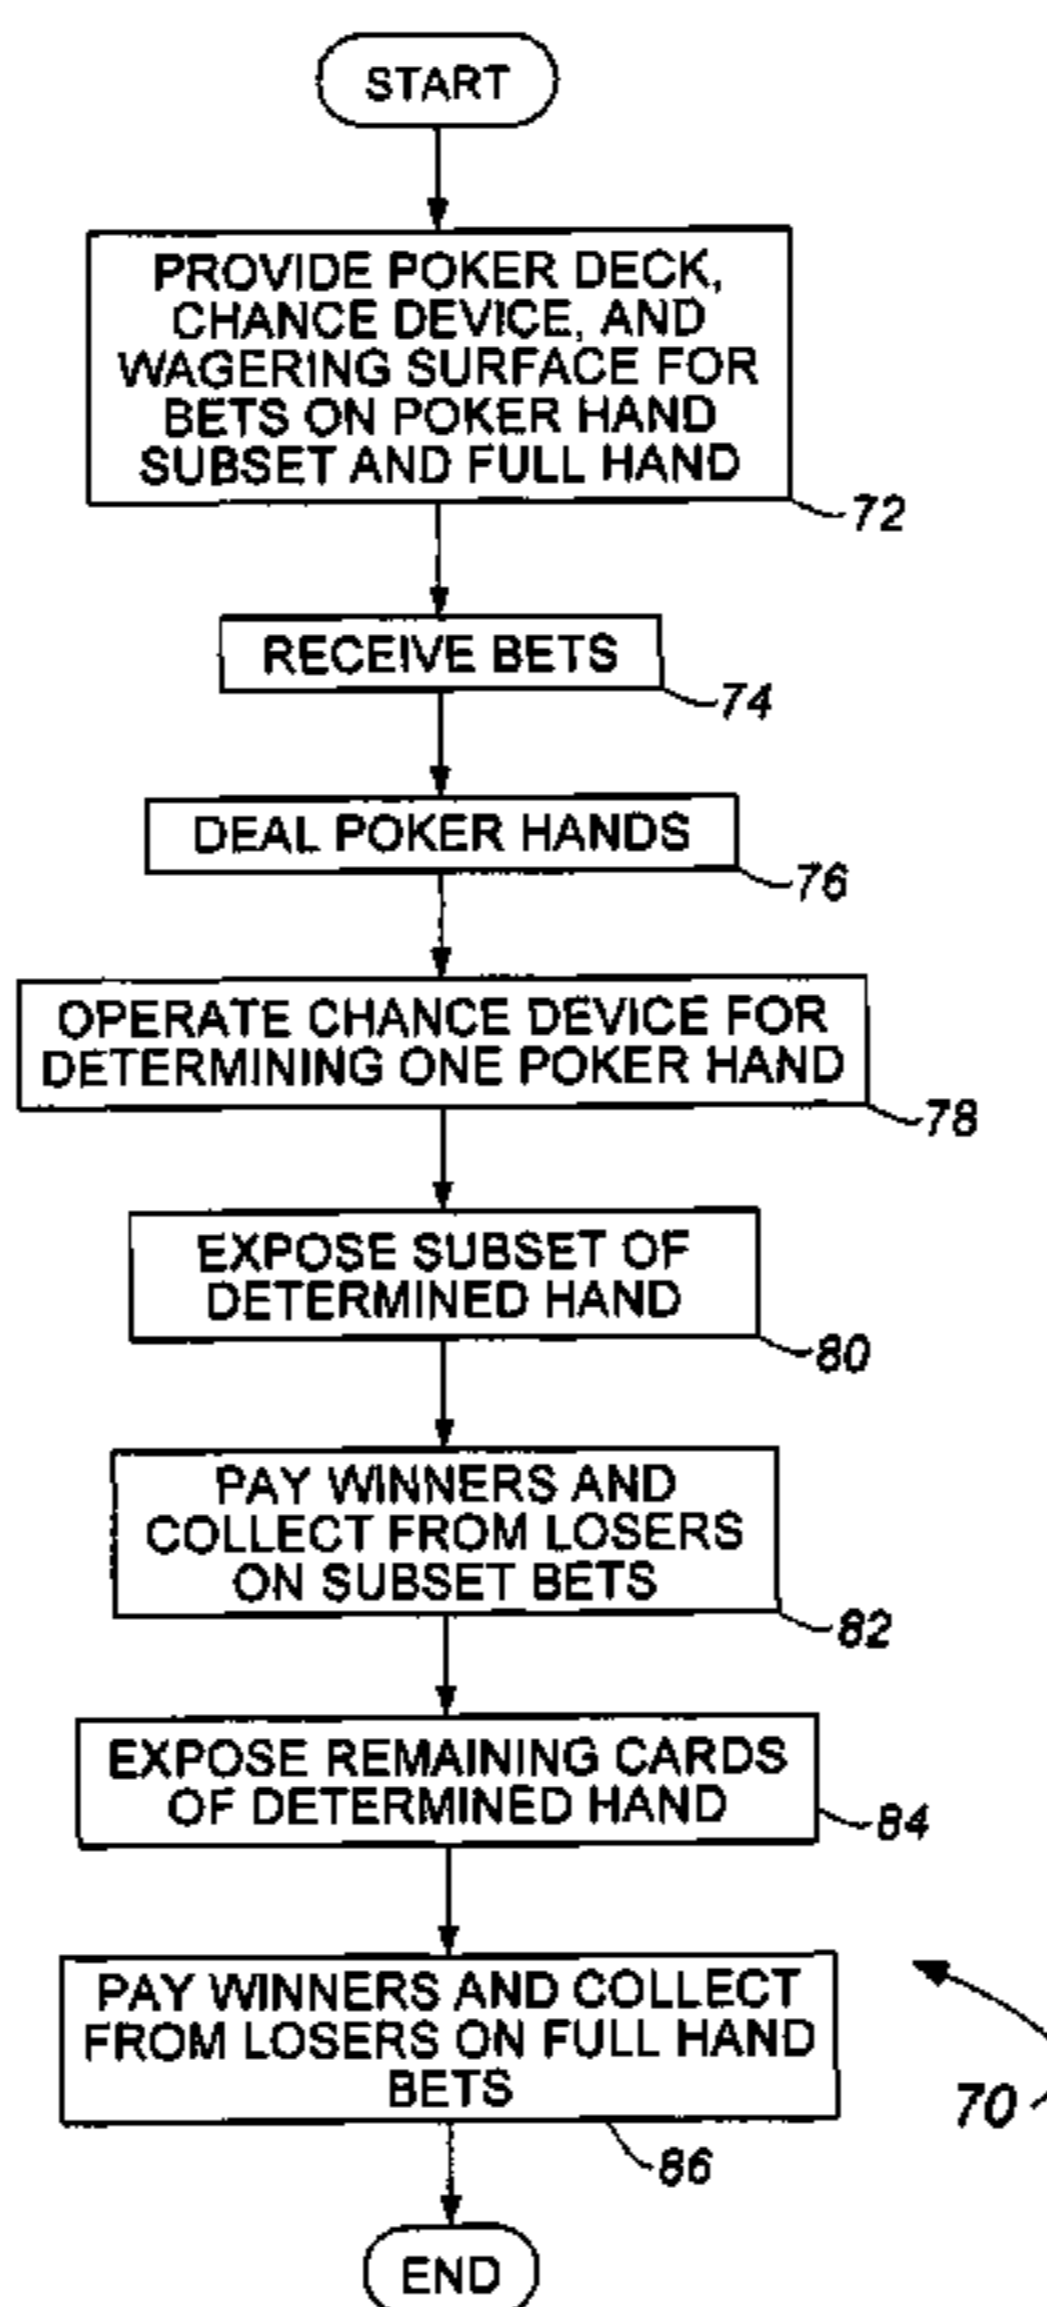 START
PROVIDE POKER DECK,
CHANCE DEVICE, AND
WAGERING SURFACE FOR
BETS ON POKER HAND
SUBSET AND FULL HAND
72
RECEIVE BETS
74
DEAL POKER HANDS
76
OPERATE CHANCE DEVICE FOR
DETERMINING ONE POKER HAND
78
EXPOSE SUBSET OF
DETERMINED HAND
80
PAY WINNERS AND
COLLECT FROM LOSERS
ON SUBSET BETS
82
EXPOSE REMAINING CARDS
OF DETERMINED HAND
84
PAY WINNERS AND COLLECT
FROM LOSERS ON FULL HAND
BETS
70
86
END